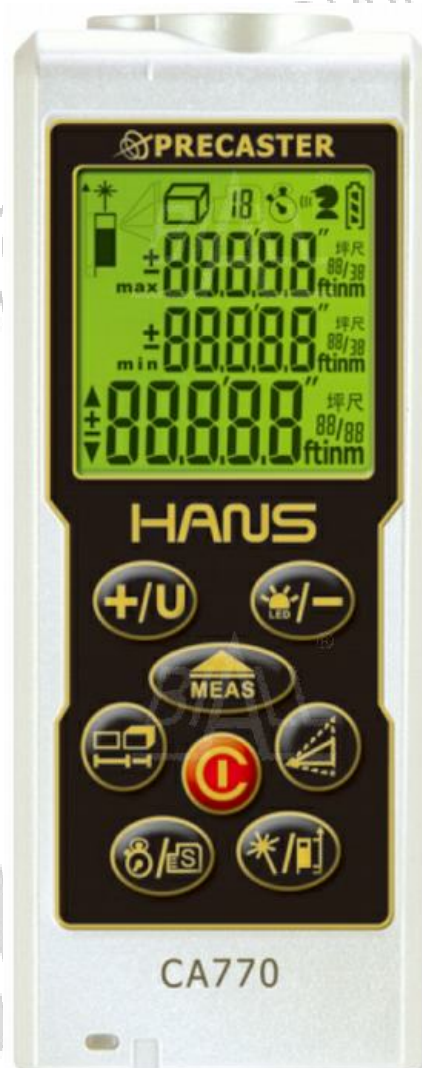 PRECASTER
18
88888" 坪尺
max 88/38
ftinm
88888" 坪尺
min 88/38
ftinm
88888" 坪尺
88/88
ftinm
HANS
+/U
LED /−
MEAS
BIALL
®
/S
CA770